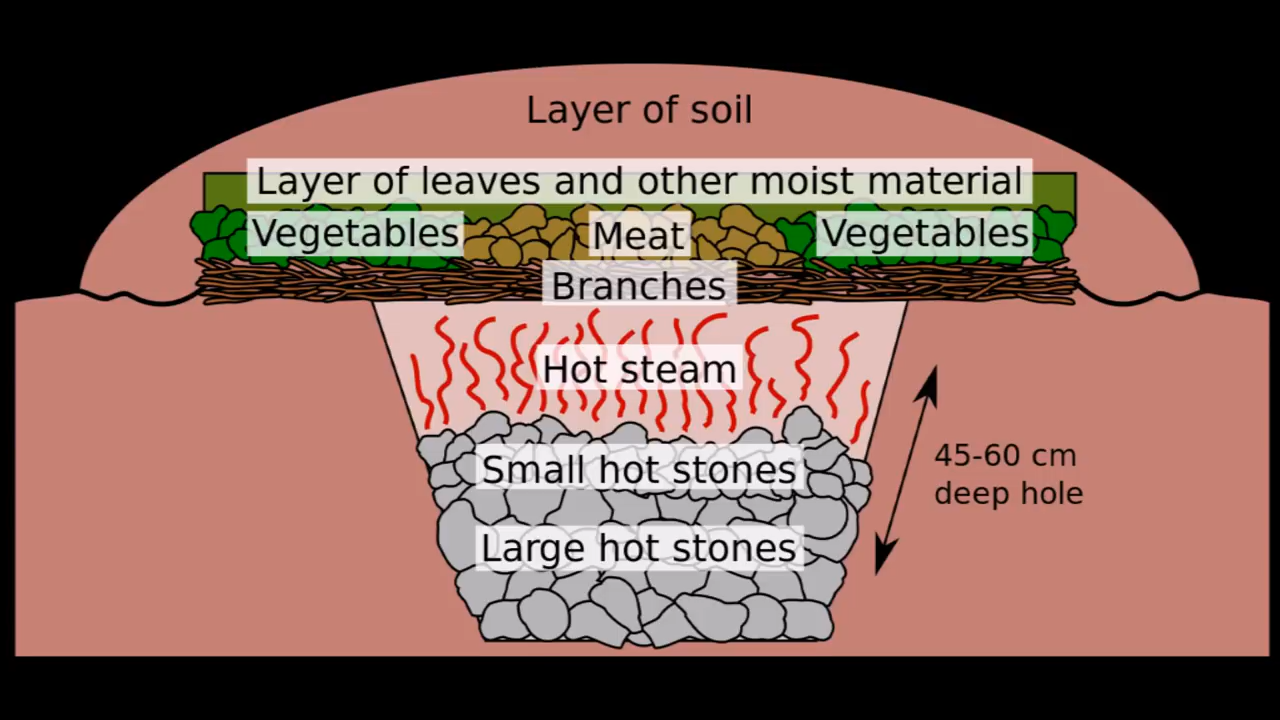 Layer of soil
Layer of leaves and other moist material
Vegetables Meat Vegetables
Branches
Hot steam
Small hot stones
45-60 cm
deep hole
Large hot stones